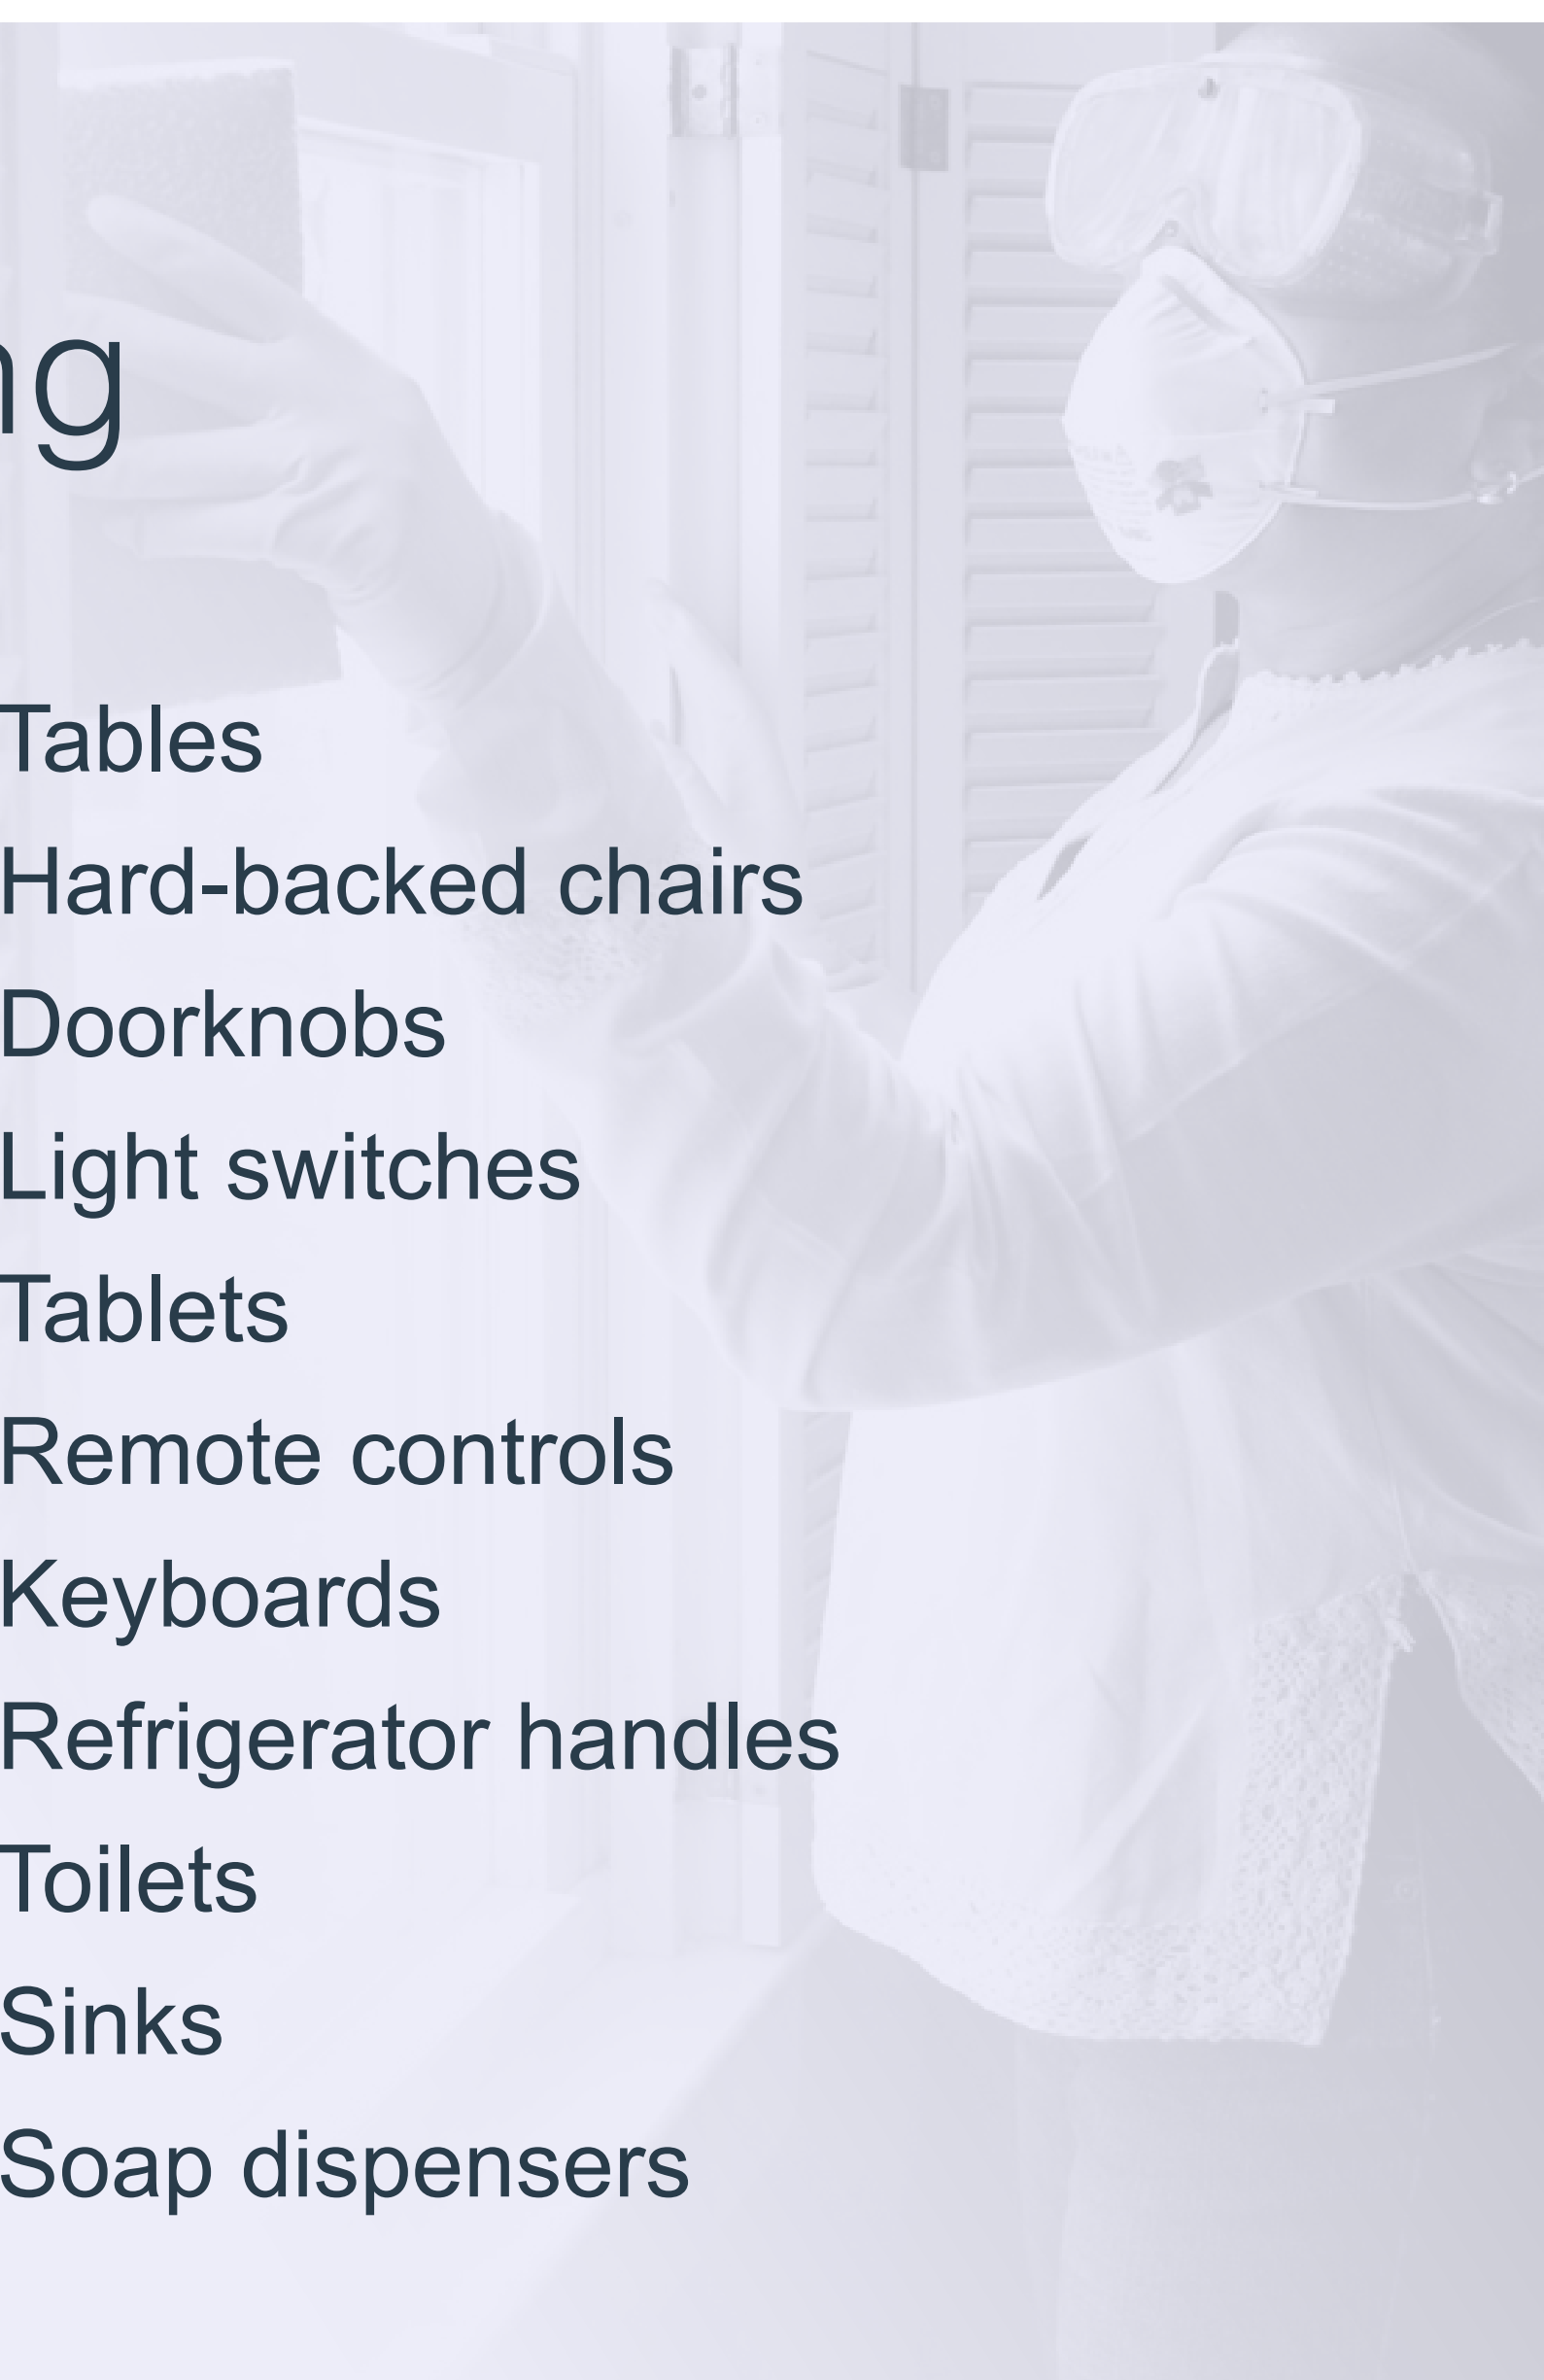 ng
Tables
Hard-backed chairs
Doorknobs
Light switches
Tablets
Remote controls
Keyboards
Refrigerator handles
Toilets
Sinks
Soap dispensers